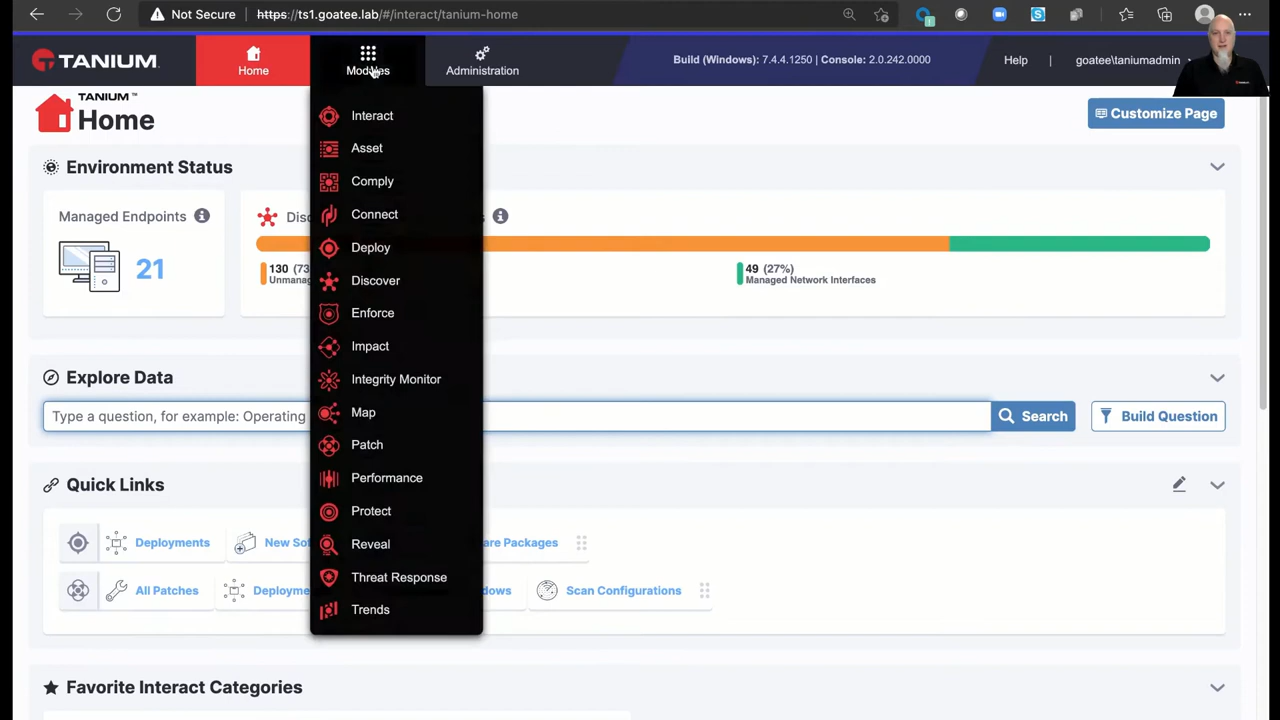 Not Secure https://ts1.goatee.lab/#/interact/tanium-home
TANIUM
Home
Modules
Administration
Build (Windows): 7.4.4.1250 | Console: 2.0.242.0000
Help
goatee\taniumadmin
TANIUM™
Home
Customize Page
Interact
Asset
Comply
Connect
Deploy
Discover
Enforce
Impact
Integrity Monitor
Map
Patch
Performance
Protect
Reveal
Threat Response
Trends
Environment Status
Managed Endpoints
21
130
49 (27%)
Managed Network Interfaces
Explore Data
Type a question, for example: Operating
Search
Build Question
Quick Links
Deployments
New
Packages
All Patches
Scan Configurations
Favorite Interact Categories